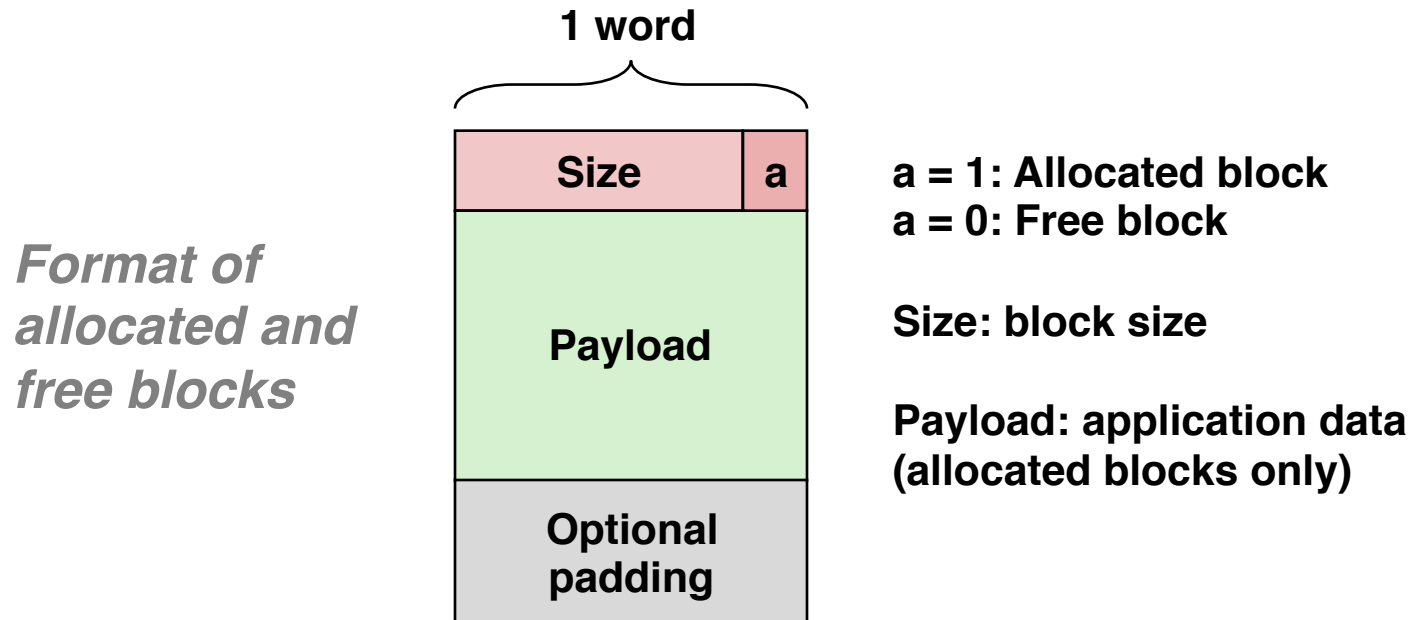 1 word
Size
a
a = 1: Allocated block
a = 0: Free block
Format of
allocated and
free blocks
Payload
Size: block size
Payload: application data
(allocated blocks only)
Optional
padding